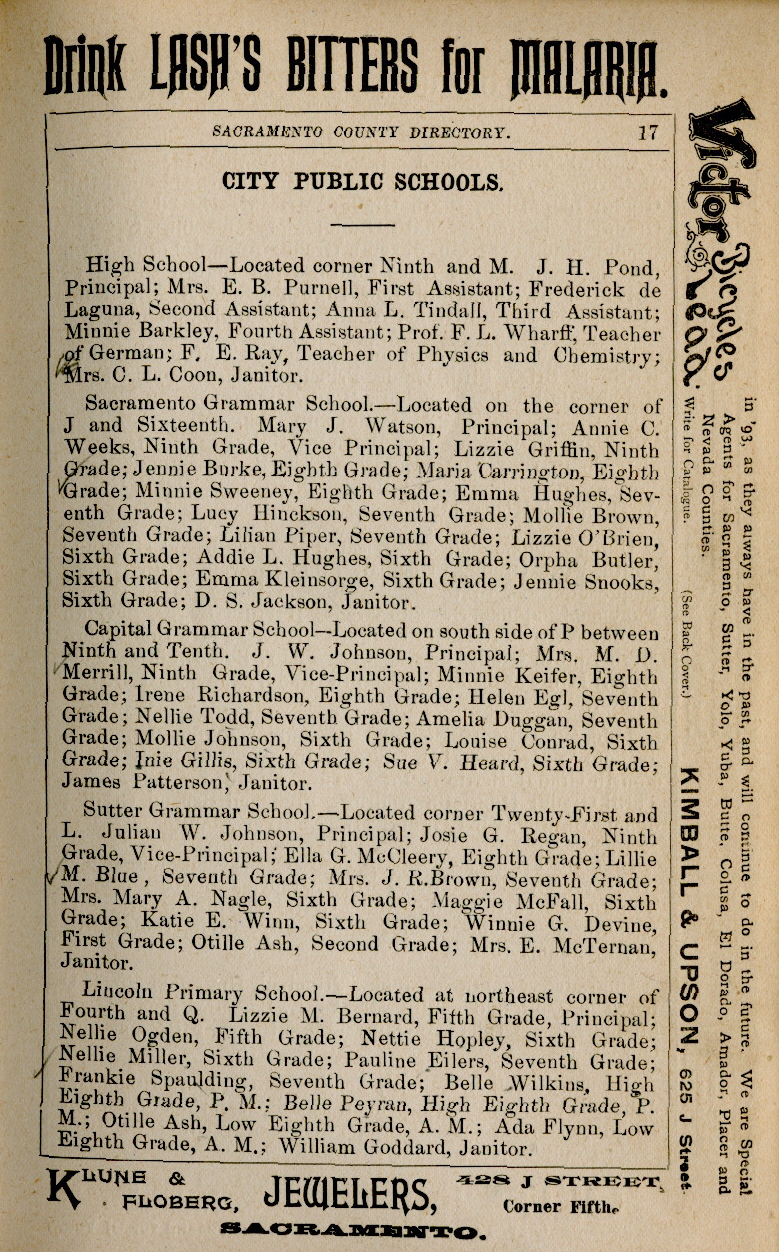 Drink LASH'S BITTERS for MALARIA.
SACRAMENTO COUNTY DIRECTORY. 17
CITY PUBLIC SCHOOLS.
High School—Located corner Ninth and M. J. H. Pond,
Principal; Mrs. E. B. Purnell, First Assistant; Frederick de
Laguna, Second Assistant; Anna L. Tindall, Third Assistant;
Minnie Barkley, Fourth Assistant; Prof. F. L. Wharff, Teacher
of German; F. E. Ray, Teacher of Physics and Chemistry;
Mrs. C. L. Coon, Janitor.
Sacramento Grammar School.—Located on the corner of
J and Sixteenth. Mary J. Watson, Principal; Annie C.
Weeks, Ninth Grade, Vice Principal; Lizzie Griffin, Ninth
Grade; Jennie Burke, Eighth Grade; Maria Carrington, Eighth
Grade; Minnie Sweeney, Eighth Grade; Emma Hughes, Sev-
enth Grade; Lucy Hinckson, Seventh Grade; Mollie Brown,
Seventh Grade; Lilian Piper, Seventh Grade; Lizzie O'Brien,
Sixth Grade; Addie L. Hughes, Sixth Grade; Orpha Butler,
Sixth Grade; Emma Kleinsorge, Sixth Grade; Jennie Snooks,
Sixth Grade; D. S. Jackson, Janitor.
Capital Grammar School—Located on south side of P between
Ninth and Tenth. J. W. Johnson, Principal; Mrs. M. D.
Merrill, Ninth Grade, Vice-Principal; Minnie Keifer, Eighth
Grade; Irene Richardson, Eighth Grade; Helen Egl, Seventh
Grade; Nellie Todd, Seventh Grade; Amelia Duggan, Seventh
Grade; Mollie Johnson, Sixth Grade; Louise Conrad, Sixth
Grade; Inie Gillis, Sixth Grade; Sue V. Heard, Sixth Grade;
James Patterson, Janitor.
Sutter Grammar School.—Located corner Twenty-First and
L. Julian W. Johnson, Principal; Josie G. Regan, Ninth
Grade, Vice-Principal; Ella G. McCleery, Eighth Grade; Lillie
M. Blue, Seventh Grade; Mrs. J. R. Brown, Seventh Grade;
Mrs. Mary A. Nagle, Sixth Grade; Maggie McFall, Sixth
Grade; Katie E. Winn, Sixth Grade; Winnie G. Devine,
First Grade; Otille Ash, Second Grade; Mrs. E. McTernan,
Janitor.
Lincoln Primary School.—Located at northeast corner of
Fourth and Q. Lizzie M. Bernard, Fifth Grade, Principal;
Nellie Ogden, Fifth Grade; Nettie Hopley, Sixth Grade;
Nellie Miller, Sixth Grade; Pauline Eilers, Seventh Grade;
Frankie Spaulding, Seventh Grade; Belle Wilkins, High
Eighth Grade, P. M.; Belle Peyran, High Eighth Grade, P.
M.; Otille Ash, Low Eighth Grade, A. M.; Ada Flynn, Low
Eighth Grade, A. M.; William Goddard, Janitor.
Victor Bicycles Lead.
in '93, as they always have in the past, and will continue to do in the future. We are Special
Agents for Sacramento, Sutter, Yolo, Yuba, Butte, Colusa, El Dorado, Amador, Placer and
Nevada Counties.
Write for Catalogue. (See Back Cover.) KIMBALL & UPSON, 625 J Street.
KLUNE & FLOBERG, JEWELERS, 428 J STREET,
Corner Fifth.
SACRAMENTO.